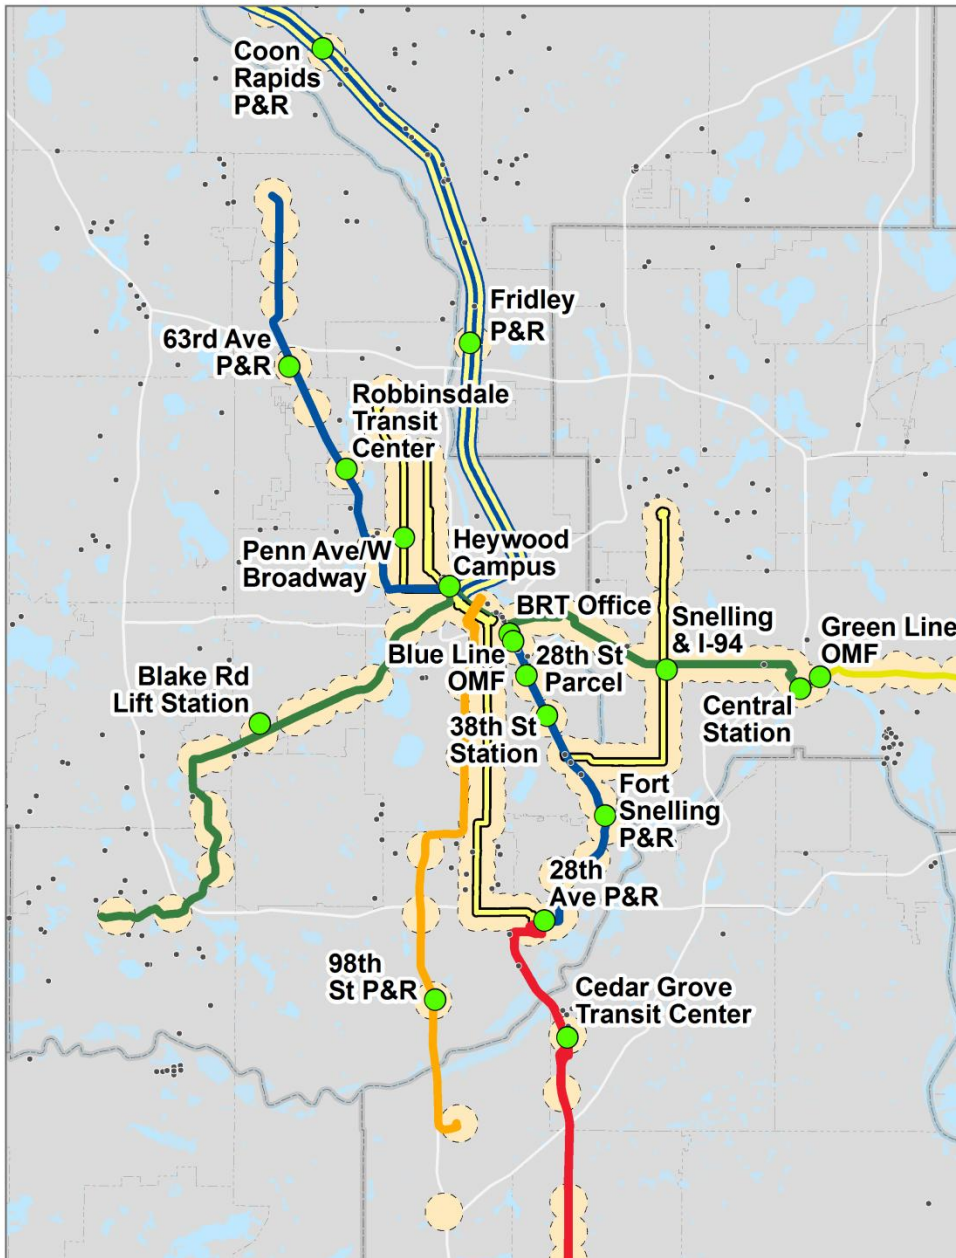 Coon
Rapids
P&R
Fridley
P&R
63rd Ave
P&R
Robbinsdale
Transit
Center
Penn Ave/W
Broadway
Heywood
Campus
BRT Office
Snelling
& I-94
Green Line
OMF
Blue Line
OMF
28th St
Parcel
Blake Rd
Lift Station
Central
Station
38th St
Station
Fort
Snelling
P&R
28th
Ave P&R
98th
St P&R
Cedar Grove
Transit Center